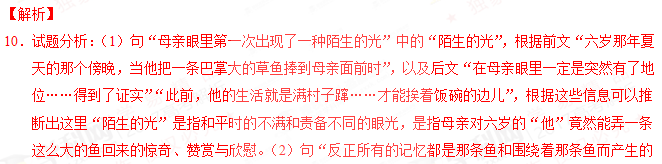 【解析】
10．试题分析：（1）句“母亲眼里第一次出现了一种陌生的光”中的“陌生的光”，根据前文“六岁那年夏
天的那个傍晚，当他把一条巴掌大的草鱼捧到母亲面前时”，以及后文“在母亲眼里一定是突然有了地
位……得到了证实”“此前，他的生活就是满村子蹿……才能挨着饭碗的边儿”，根据这些信息可以推
断出这里“陌生的光”是指和平时的不满和责备不同的眼光，是指母亲对六岁的“他”竟然能弄一条
这么大的鱼回来的惊奇、赞赏与欣慰。（2）句“反正所有的记忆都是那条鱼和围绕着那条鱼而产生的